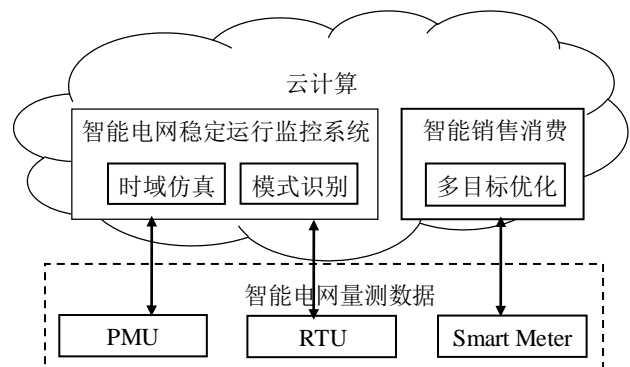 云计算
智能电网稳定运行监控系统
智能销售消费
时域仿真
模式识别
多目标优化
智能电网量测数据
PMU
RTU
Smart Meter